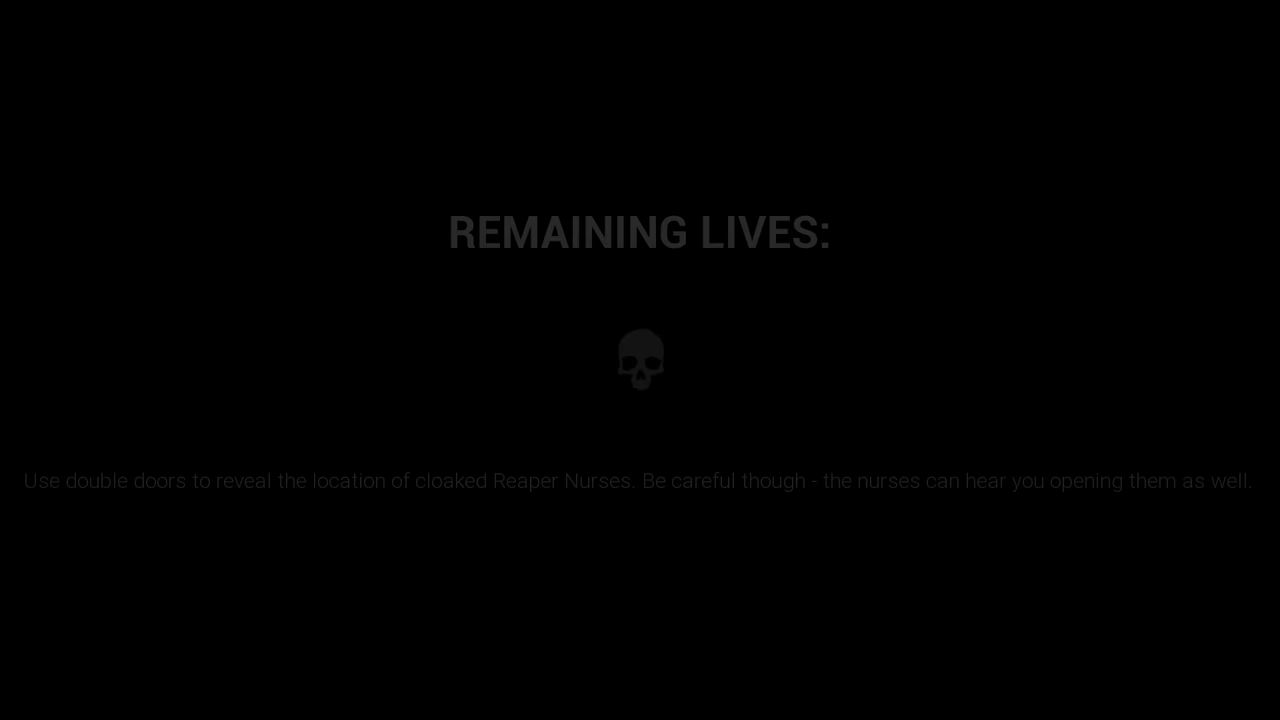 REMAINING LIVES:
Use double doors to reveal the location of cloaked Reaper Nurses. Be careful though - the nurses can hear you opening them as well.